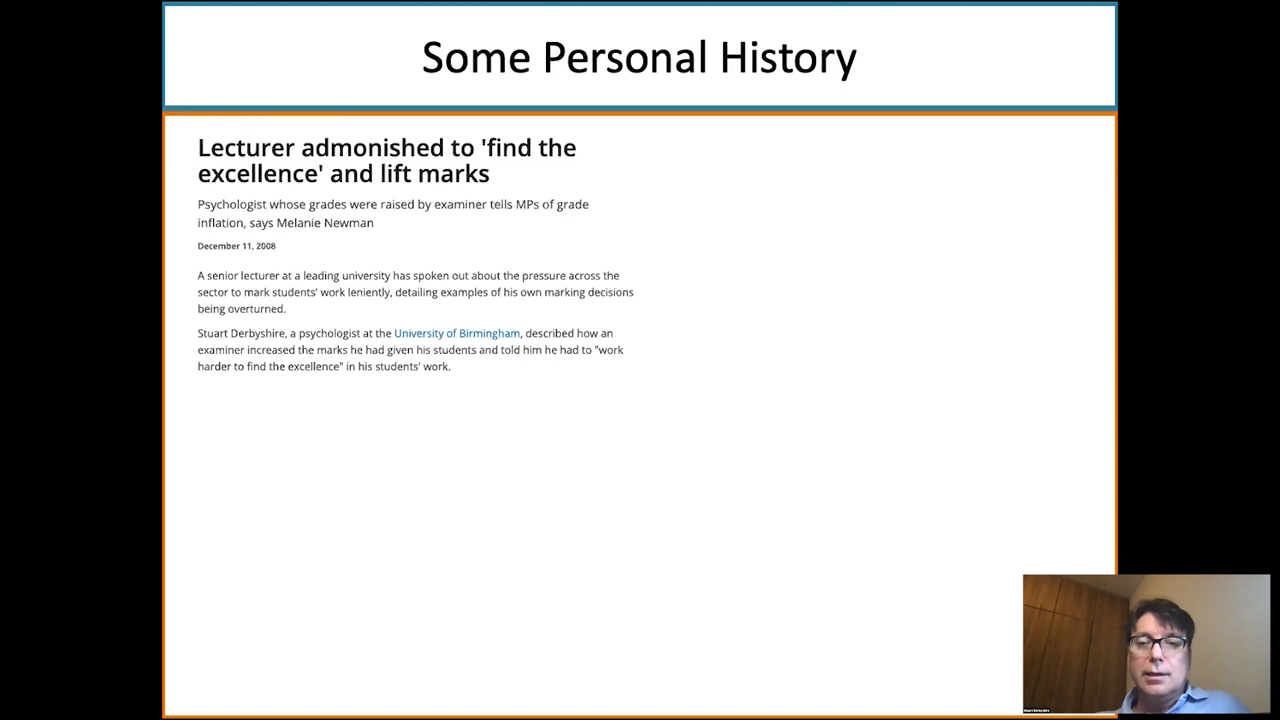 Some Personal History
Lecturer admonished to 'find the
excellence' and lift marks
Psychologist whose grades were raised by examiner tells MPs of grade
inflation, says Melanie Newman
December 11, 2008
A senior lecturer at a leading university has spoken out about the pressure across the
sector to mark students' work leniently, detailing examples of his own marking decisions
being overturned.
Stuart Derbyshire, a psychologist at the University of Birmingham, described how an
examiner increased the marks he had given his students and told him he had to "work
harder to find the excellence" in his students' work.
Stuart Derbyshire